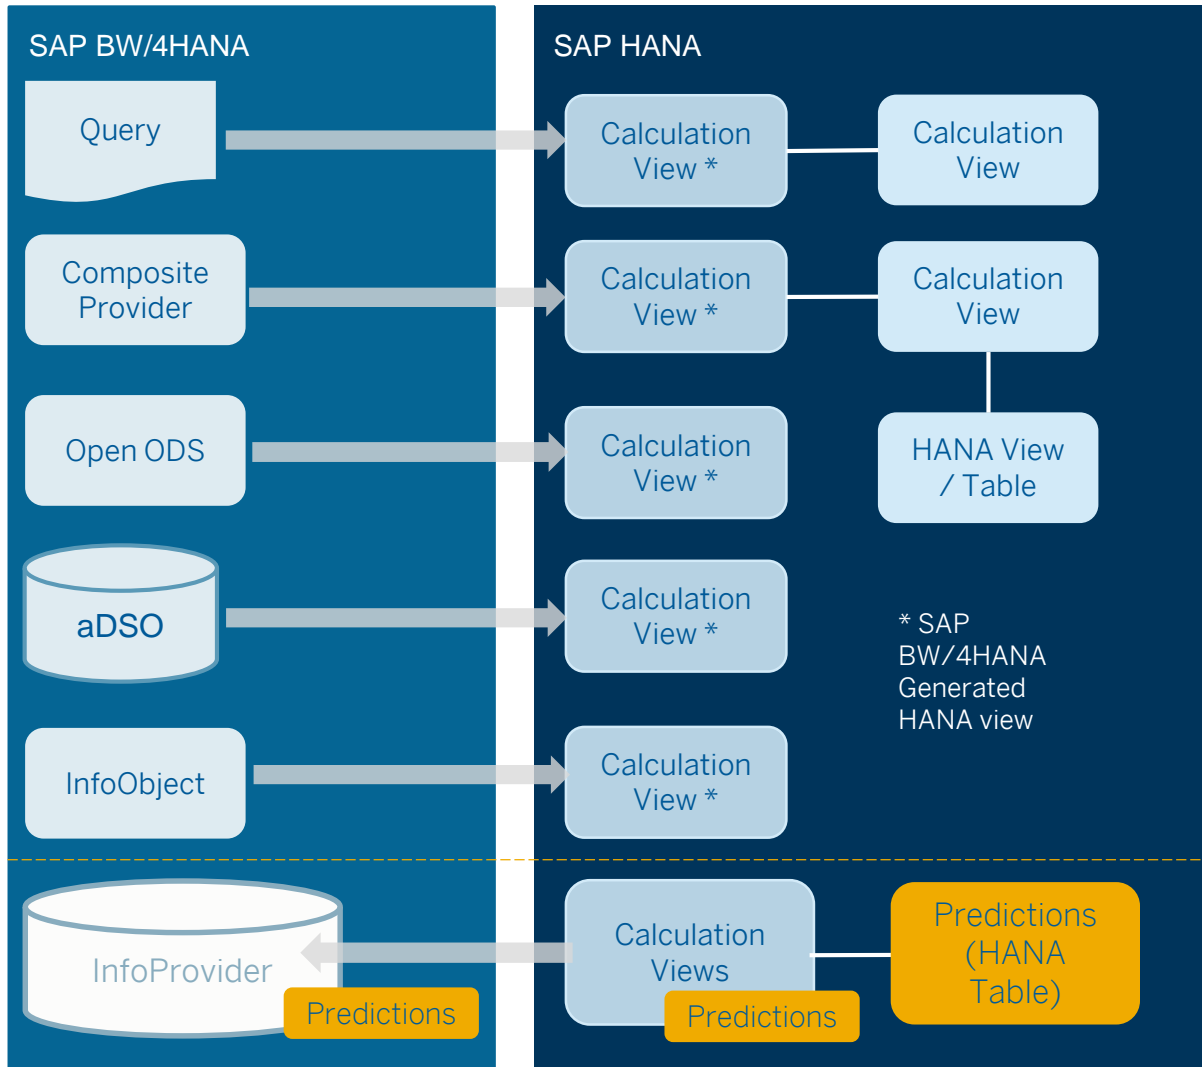 SAP BW/4HANA
SAP HANA
Query
Calculation
View *
Calculation
View
Composite
Provider
Calculation
View *
Calculation
View
Open ODS
Calculation
View *
HANA View
/ Table
aDSO
Calculation
View *
* SAP
BW/4HANA
Generated
HANA view
InfoObject
Calculation
View *
InfoProvider
Predictions
Calculation
Views
Predictions
Predictions
(HANA
Table)